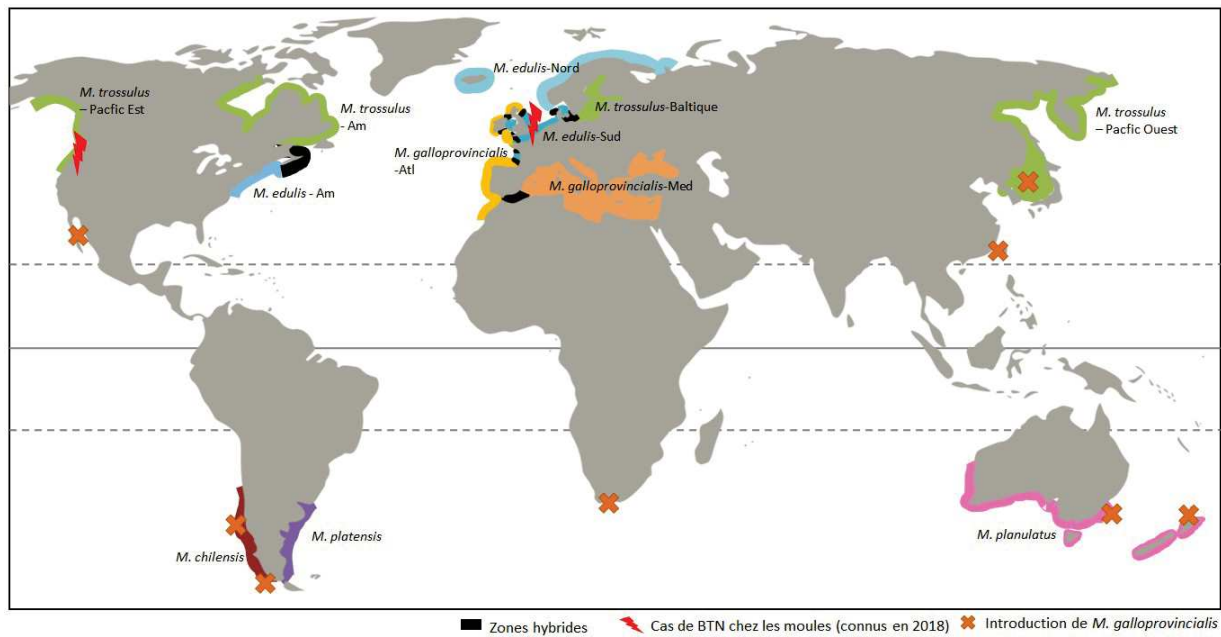 M. edulis-Nord
M. trossulus
– Pacfic Est
M. trossulus
- Am
M. trossulus-Baltique
M. trossulus
– Pacfic Ouest
M. edulis-Sud
M. galloprovincialis
-Atl
M. galloprovincialis-Med
M. edulis - Am
M. platensis
M. chilensis
M. planulatus
Zones hybrides
Cas de BTN chez les moules (connus en 2018)
Introduction de M. galloprovincialis